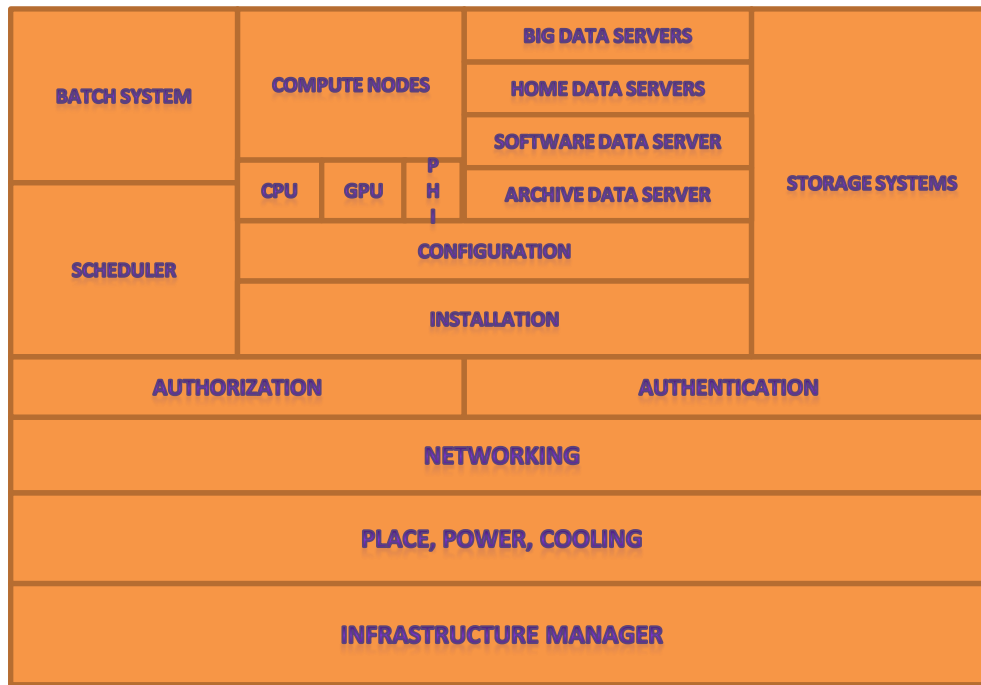 BATCH SYSTEM
COMPUTE NODES
BIG DATA SERVERS
HOME DATA SERVERS
SOFTWARE DATA SERVER
ARCHIVE DATA SERVER
STORAGE SYSTEMS
CPU
GPU
P
H
I
SCHEDULER
CONFIGURATION
INSTALLATION
AUTHORIZATION
AUTHENTICATION
NETWORKING
PLACE, POWER, COOLING
INFRASTRUCTURE MANAGER